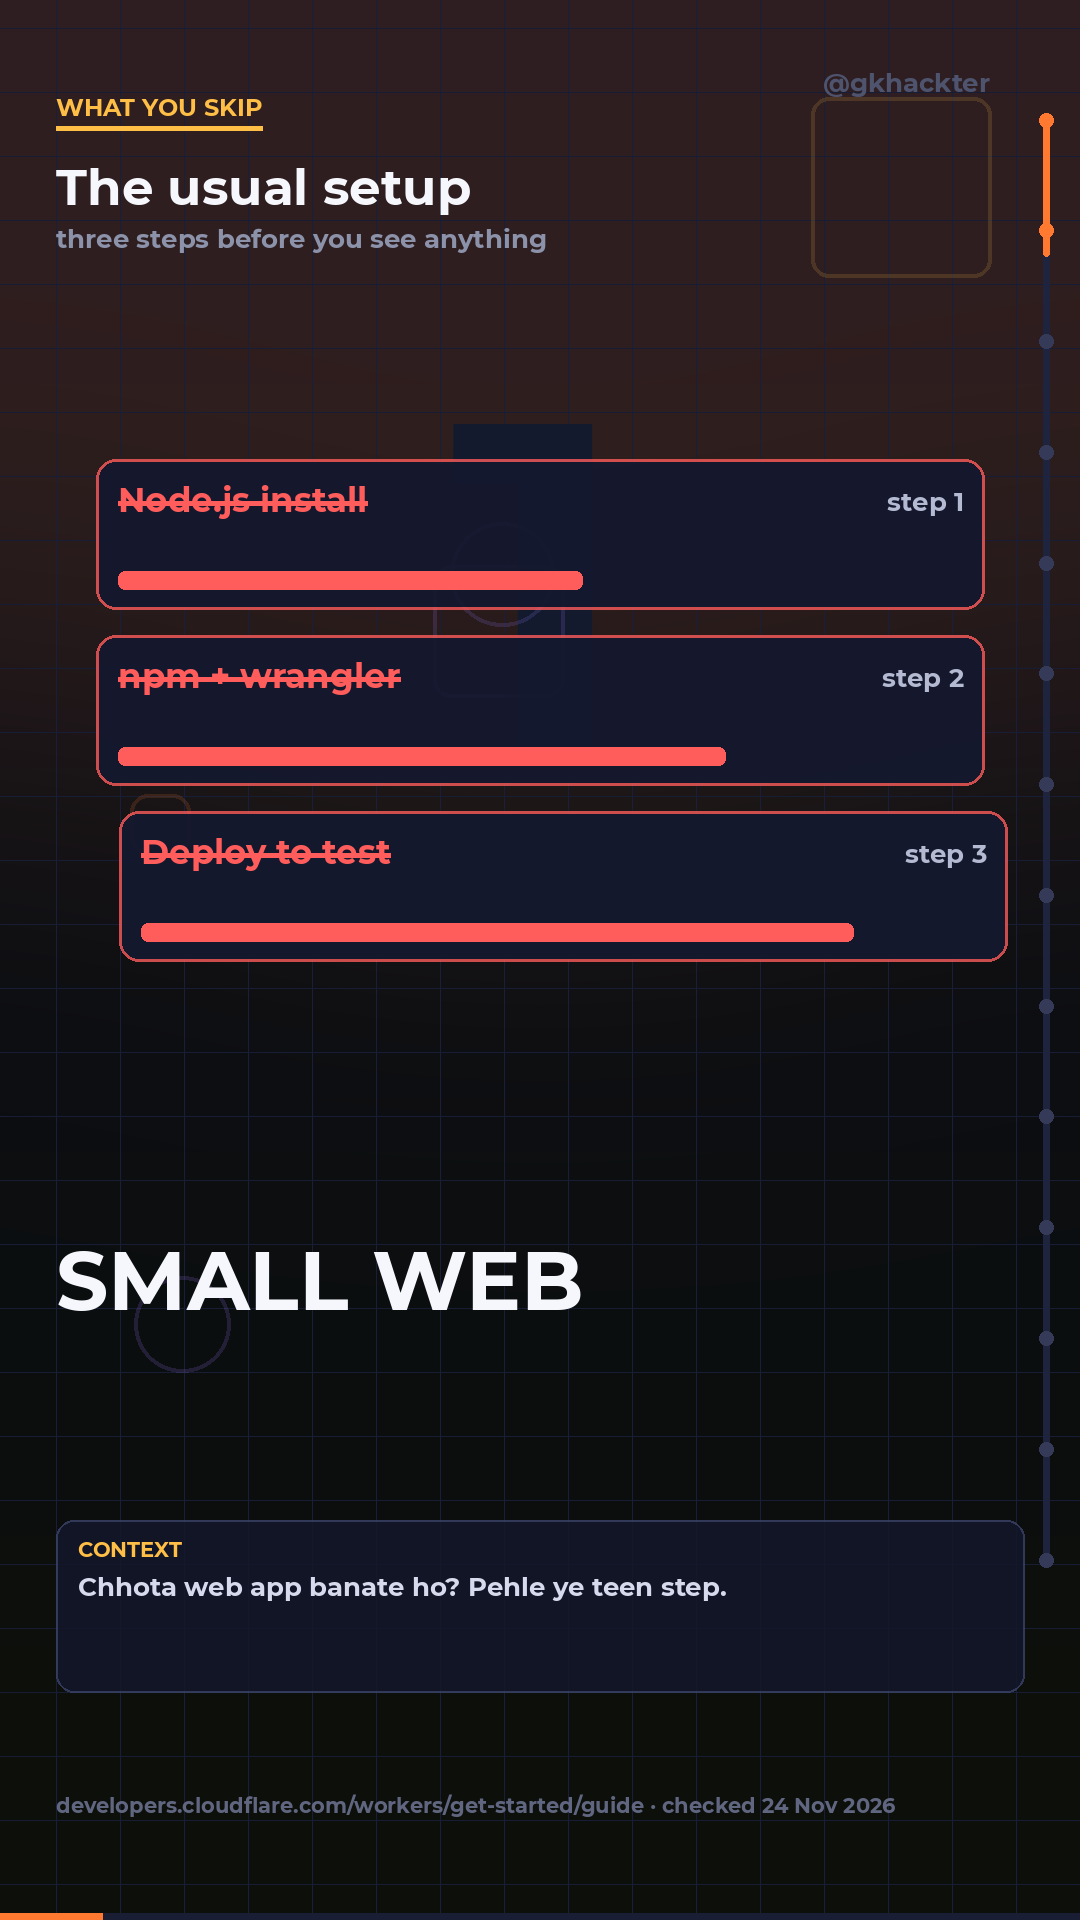 @gkhackter
WHAT YOU SKIP
The usual setup
three steps before you see anything
Node.js install
step 1
npm + wrangler
step 2
Deploy to test
step 3
SMALL WEB
CONTEXT
Chhota web app banate ho? Pehle ye teen step.
developers.cloudflare.com/workers/get-started/guide · checked 24 Nov 2026